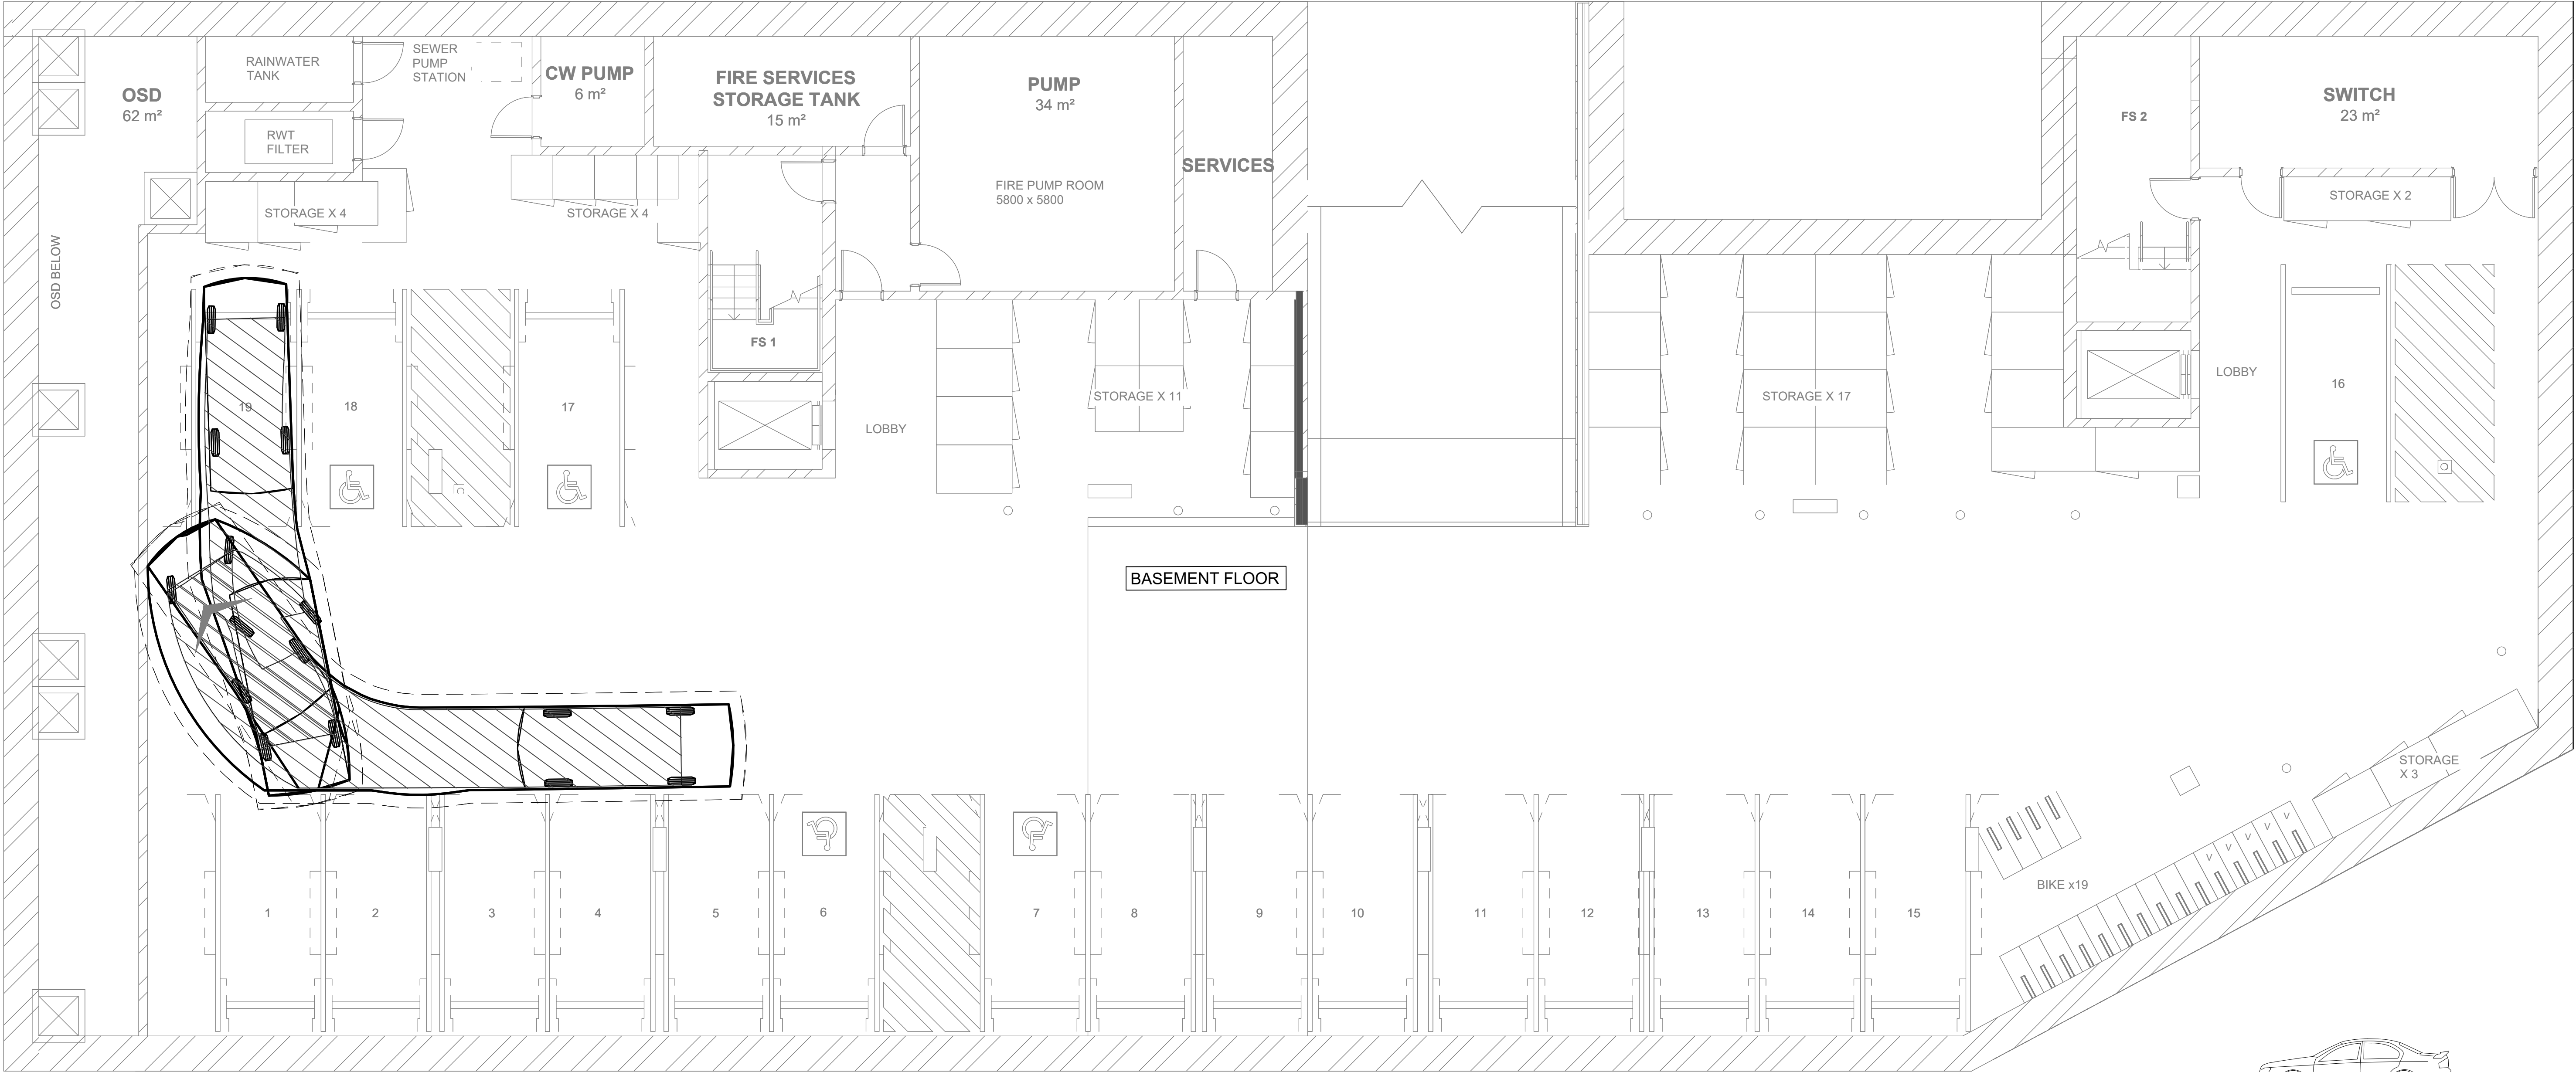 OSD
62 m²
RAINWATER
TANK
RWT
FILTER
SEWER
PUMP
STATION
CW PUMP
6 m²
FIRE SERVICES
STORAGE TANK
15 m²
PUMP
34 m²
FIRE PUMP ROOM
5800 x 5800
SERVICES
FS 2
SWITCH
23 m²
STORAGE X 4
STORAGE X 4
STORAGE X 2
OSD BELOW
FS 1
19
18
17
LOBBY
STORAGE X 11
STORAGE X 17
LOBBY
16
BASEMENT FLOOR
STORAGE
X 3
BIKE x19
1
2
3
4
5
6
7
8
9
10
11
12
13
14
15